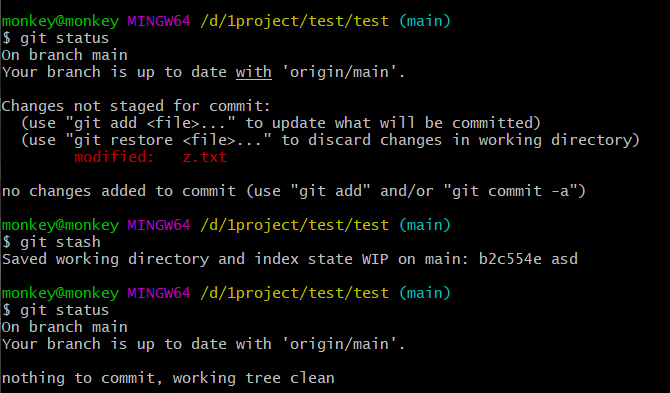 monkey@monkey MINGW64 /d/1project/test/test (main)
$ git status
On branch main
Your branch is up to date with 'origin/main'.
Changes not staged for commit:
  (use "git add <file>..." to update what will be committed)
  (use "git restore <file>..." to discard changes in working directory)
        modified:   z.txt
no changes added to commit (use "git add" and/or "git commit -a")
monkey@monkey MINGW64 /d/1project/test/test (main)
$ git stash
Saved working directory and index state WIP on main: b2c554e asd
monkey@monkey MINGW64 /d/1project/test/test (main)
$ git status
On branch main
Your branch is up to date with 'origin/main'.
nothing to commit, working tree clean